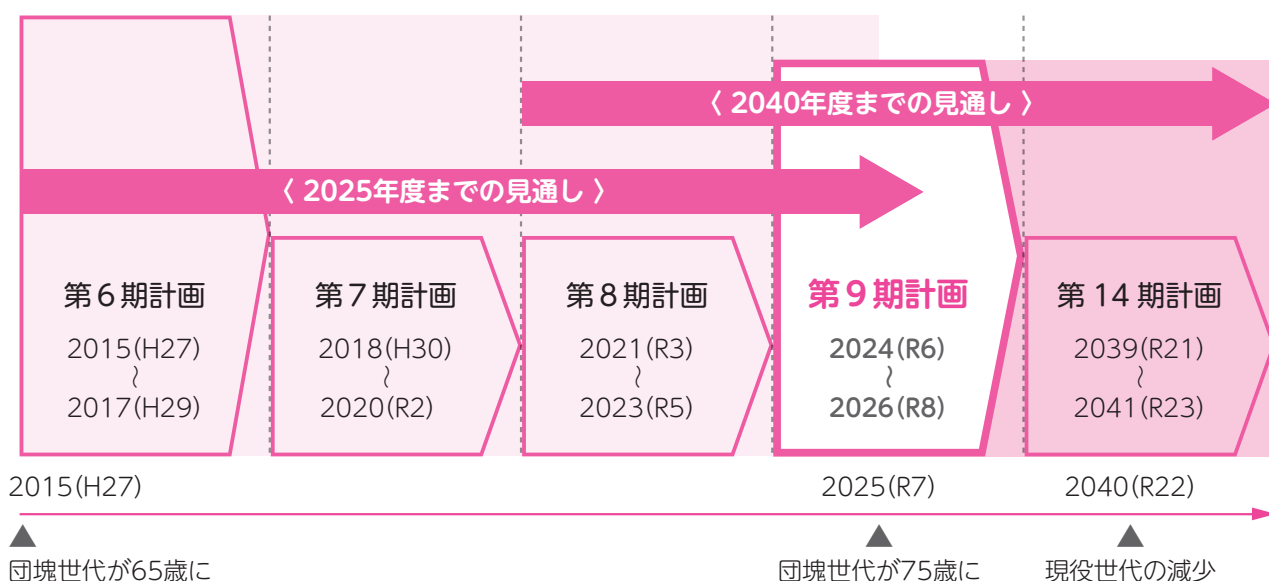 〈 2040年度までの見通し 〉
〈 2025年度までの見通し 〉
第6期計画
2015(H27)
〜
2017(H29)
第7期計画
2018(H30)
〜
2020(R2)
第8期計画
2021(R3)
〜
2023(R5)
第9期計画
2024(R6)
〜
2026(R8)
第14期計画
2039(R21)
〜
2041(R23)
2015(H27)
2025(R7)
2040(R22)
▲
▲
▲
団塊世代が65歳に
団塊世代が75歳に
現役世代の減少